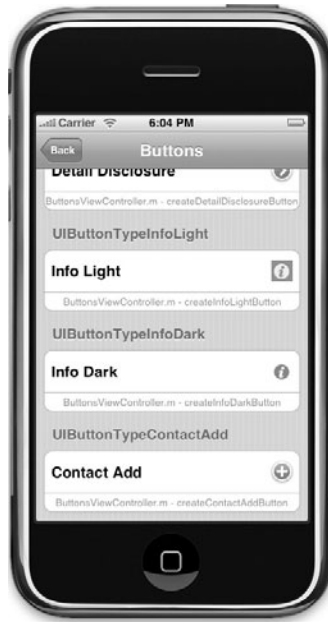 Carrier 6:04 PM
Back Buttons
Detail Disclosure
ButtonsViewController.m - createDetailDisclosureButton
UIButtonTypeInfoLight
Info Light
ButtonsViewController.m - createInfoLightButton
UIButtonTypeInfoDark
Info Dark
ButtonsViewController.m - createInfoDarkButton
UIButtonTypeContactAdd
Contact Add
ButtonsViewController.m - createContactAddButton